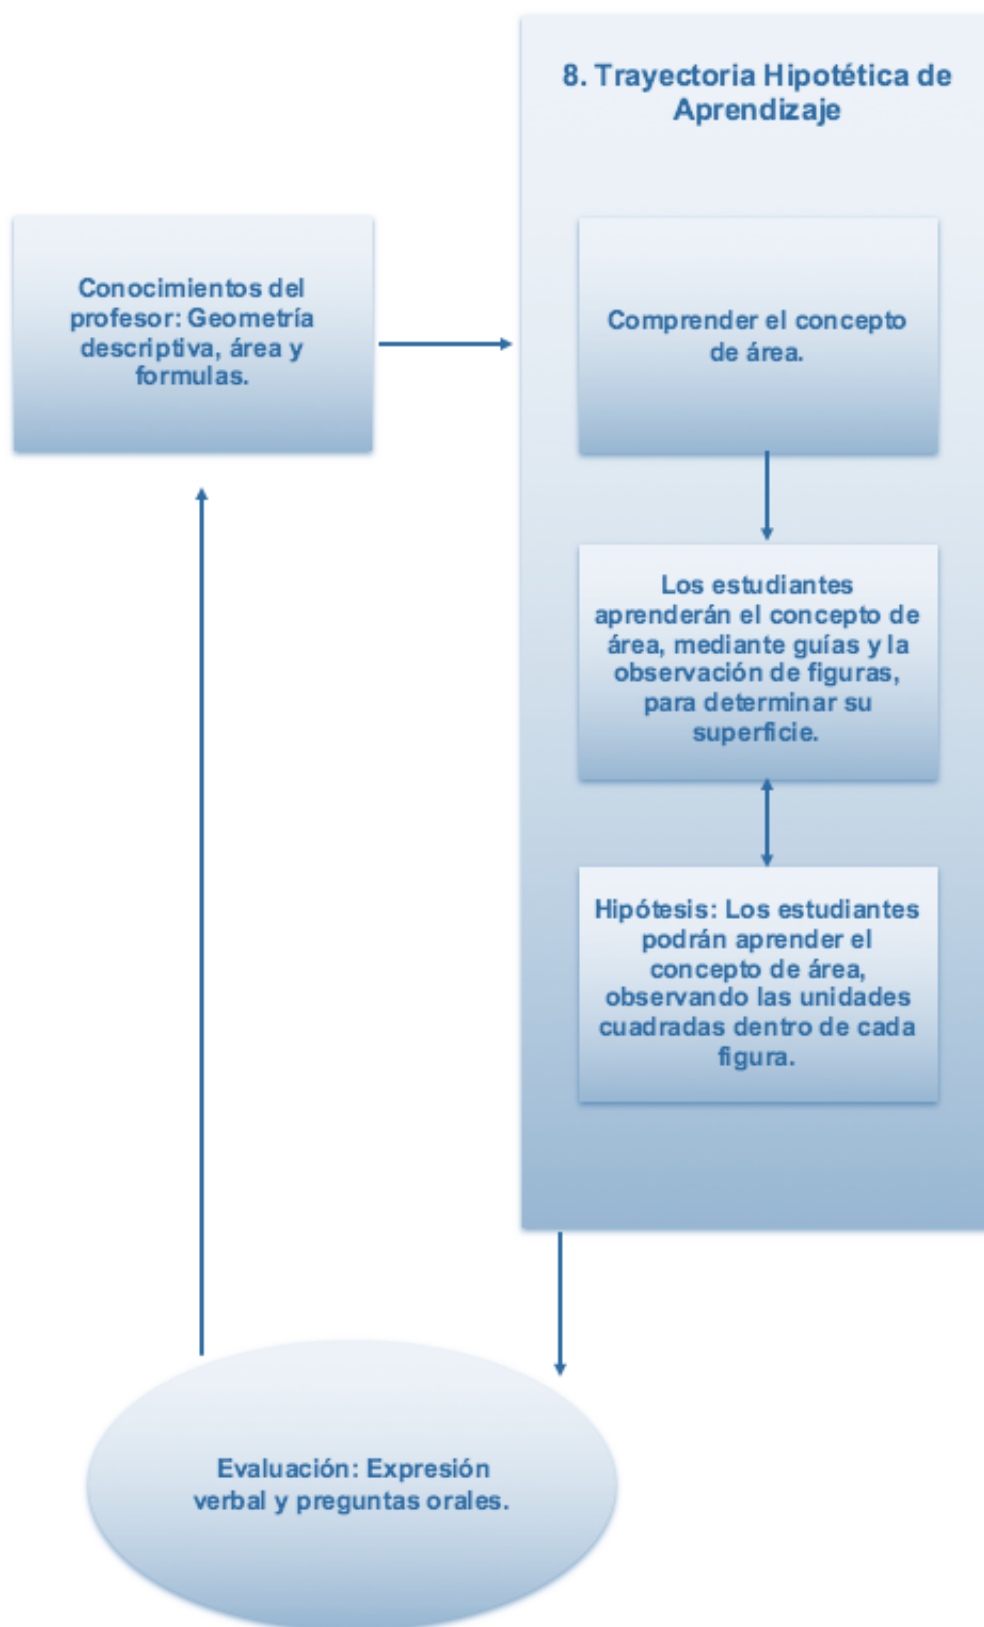 8. Trayectoria Hipotética de
Aprendizaje
Conocimientos del
profesor: Geometría
descriptiva, área y
formulas.
Comprender el concepto
de área.
Los estudiantes
aprenderán el concepto de
área, mediante guías y la
observación de figuras,
para determinar su
superficie.
Hipótesis: Los estudiantes
podrán aprender el
concepto de área,
observando las unidades
cuadradas dentro de cada
figura.
Evaluación: Expresión
verbal y preguntas orales.